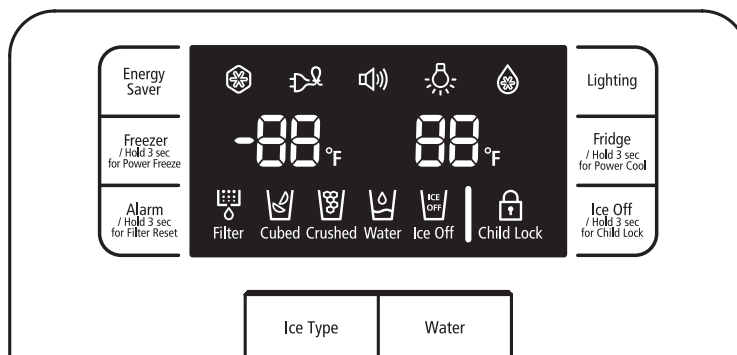 Energy
Saver
Freezer
/ Hold 3 sec
for Power Freeze
Alarm
/ Hold 3 sec
for Filter Reset
-88 °F
88 °F
ICE
OFF
Filter
Cubed
Crushed
Water
Ice Off
Child Lock
Lighting
Fridge
/ Hold 3 sec
for Power Cool
Ice Off
/ Hold 3 sec
for Child Lock
Ice Type
Water